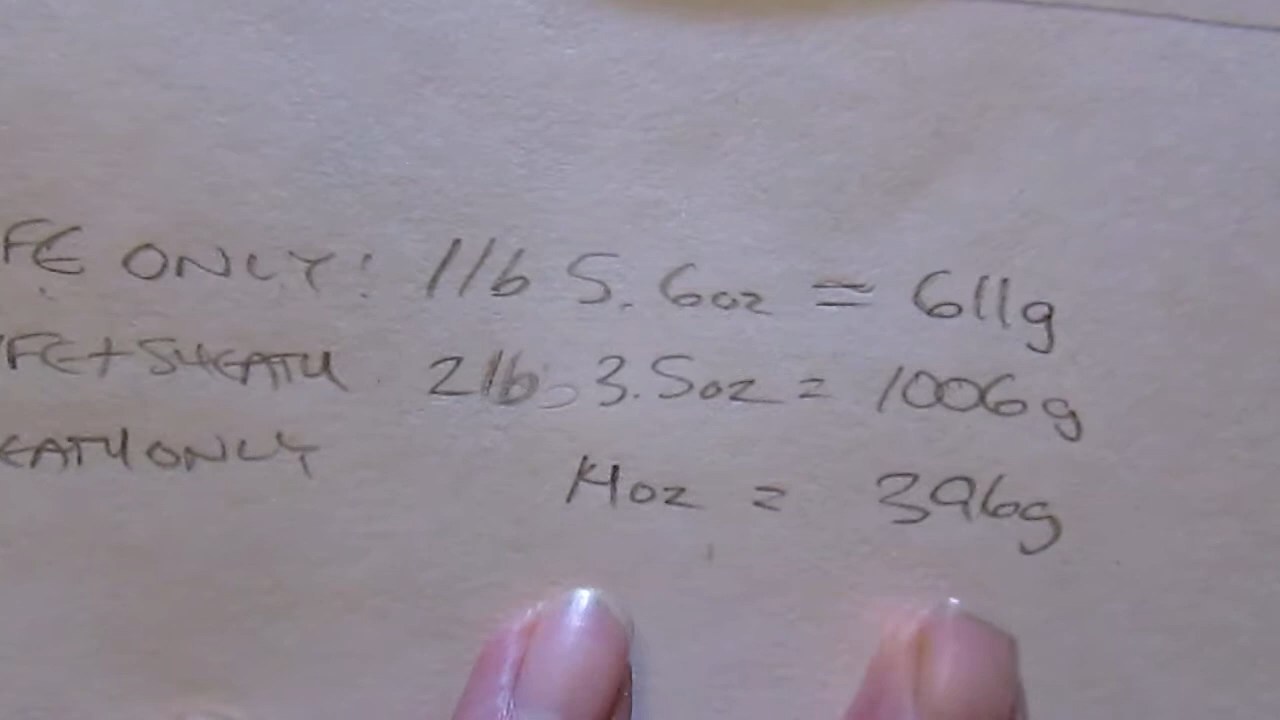 FE ONLY: 1lb 5.6oz = 611g
FE+SHEATH 2lb 3.5oz = 1006g
EATH ONLY 14oz = 396g